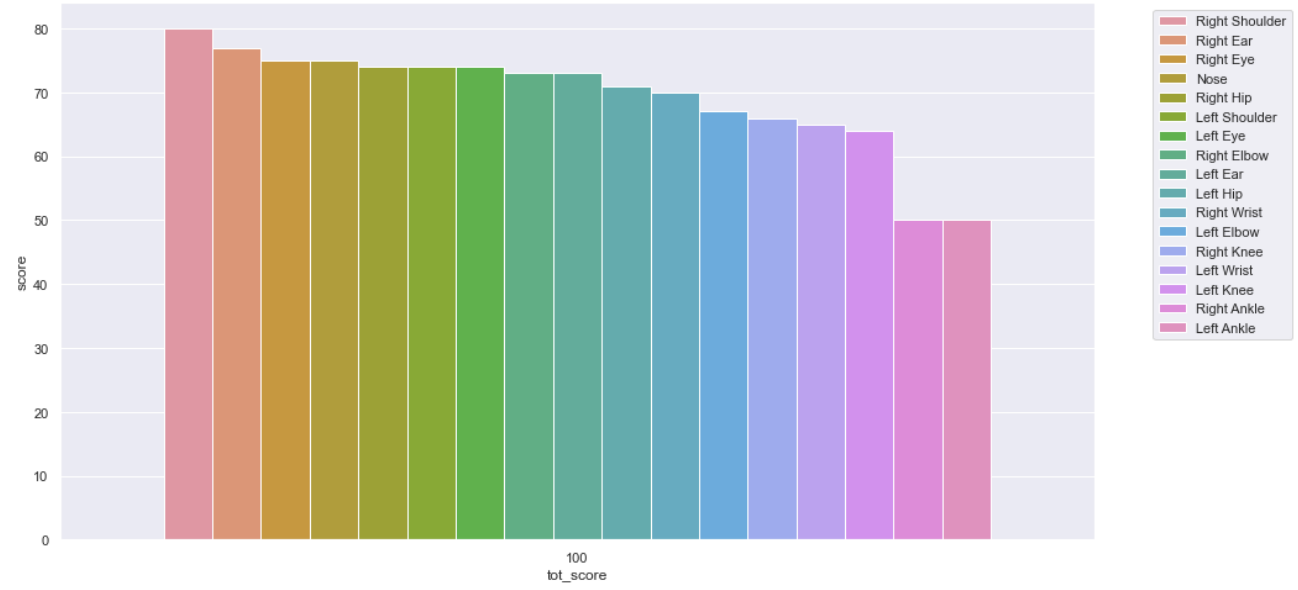 80
70
60
50
40
30
20
10
0
score
100
tot_score
Right Shoulder
Right Ear
Right Eye
Nose
Right Hip
Left Shoulder
Left Eye
Right Elbow
Left Ear
Left Hip
Right Wrist
Left Elbow
Right Knee
Left Wrist
Left Knee
Right Ankle
Left Ankle